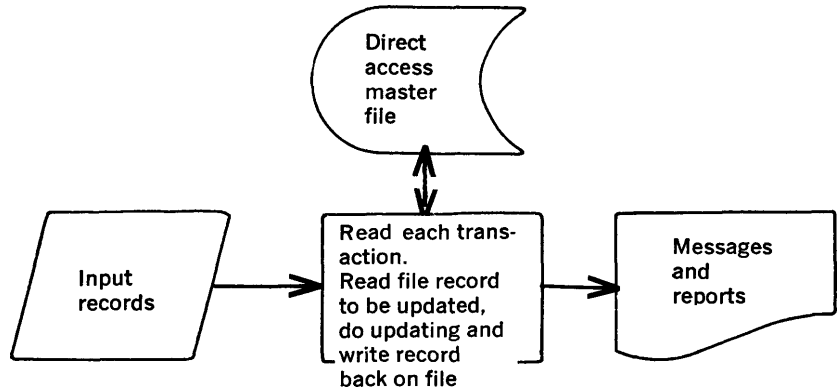 Direct
access
master
file
Input
records
Read each trans-
action.
Read file record
to be updated,
do updating and
write record
back on file
Messages
and
reports